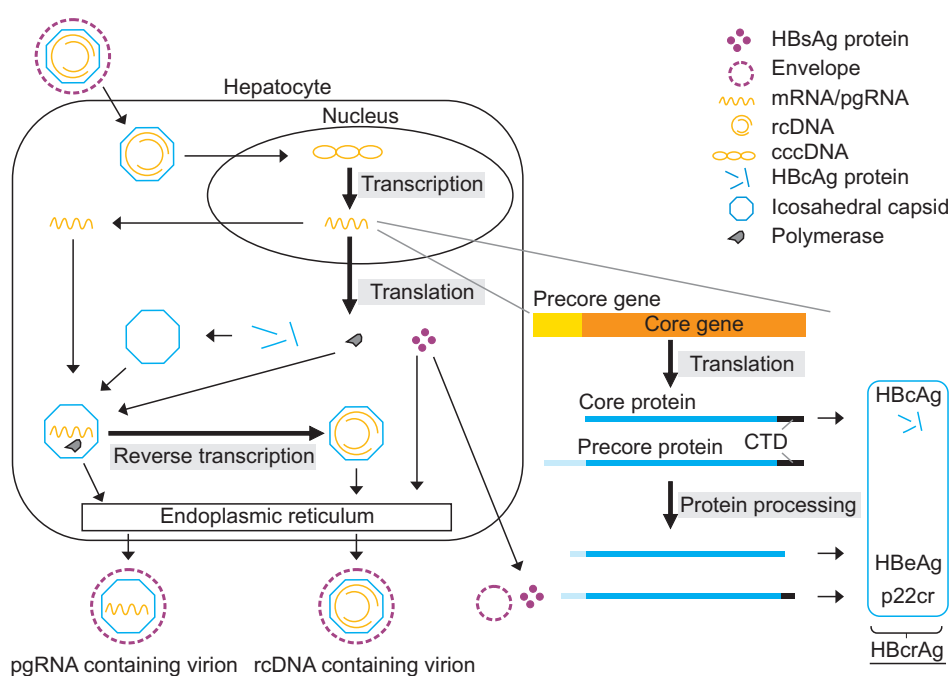 HBsAg protein
Envelope
mRNA/pgRNA
rcDNA
cccDNA
HBcAg protein
Icosahedral capsid
Polymerase
Hepatocyte
Nucleus
Transcription
Translation
Reverse transcription
Endoplasmic reticulum
pgRNA containing virion
rcDNA containing virion
Precore gene
Core gene
Translation
Core protein
CTD
Precore protein
Protein processing
HBcAg
HBeAg
p22cr
HBcrAg